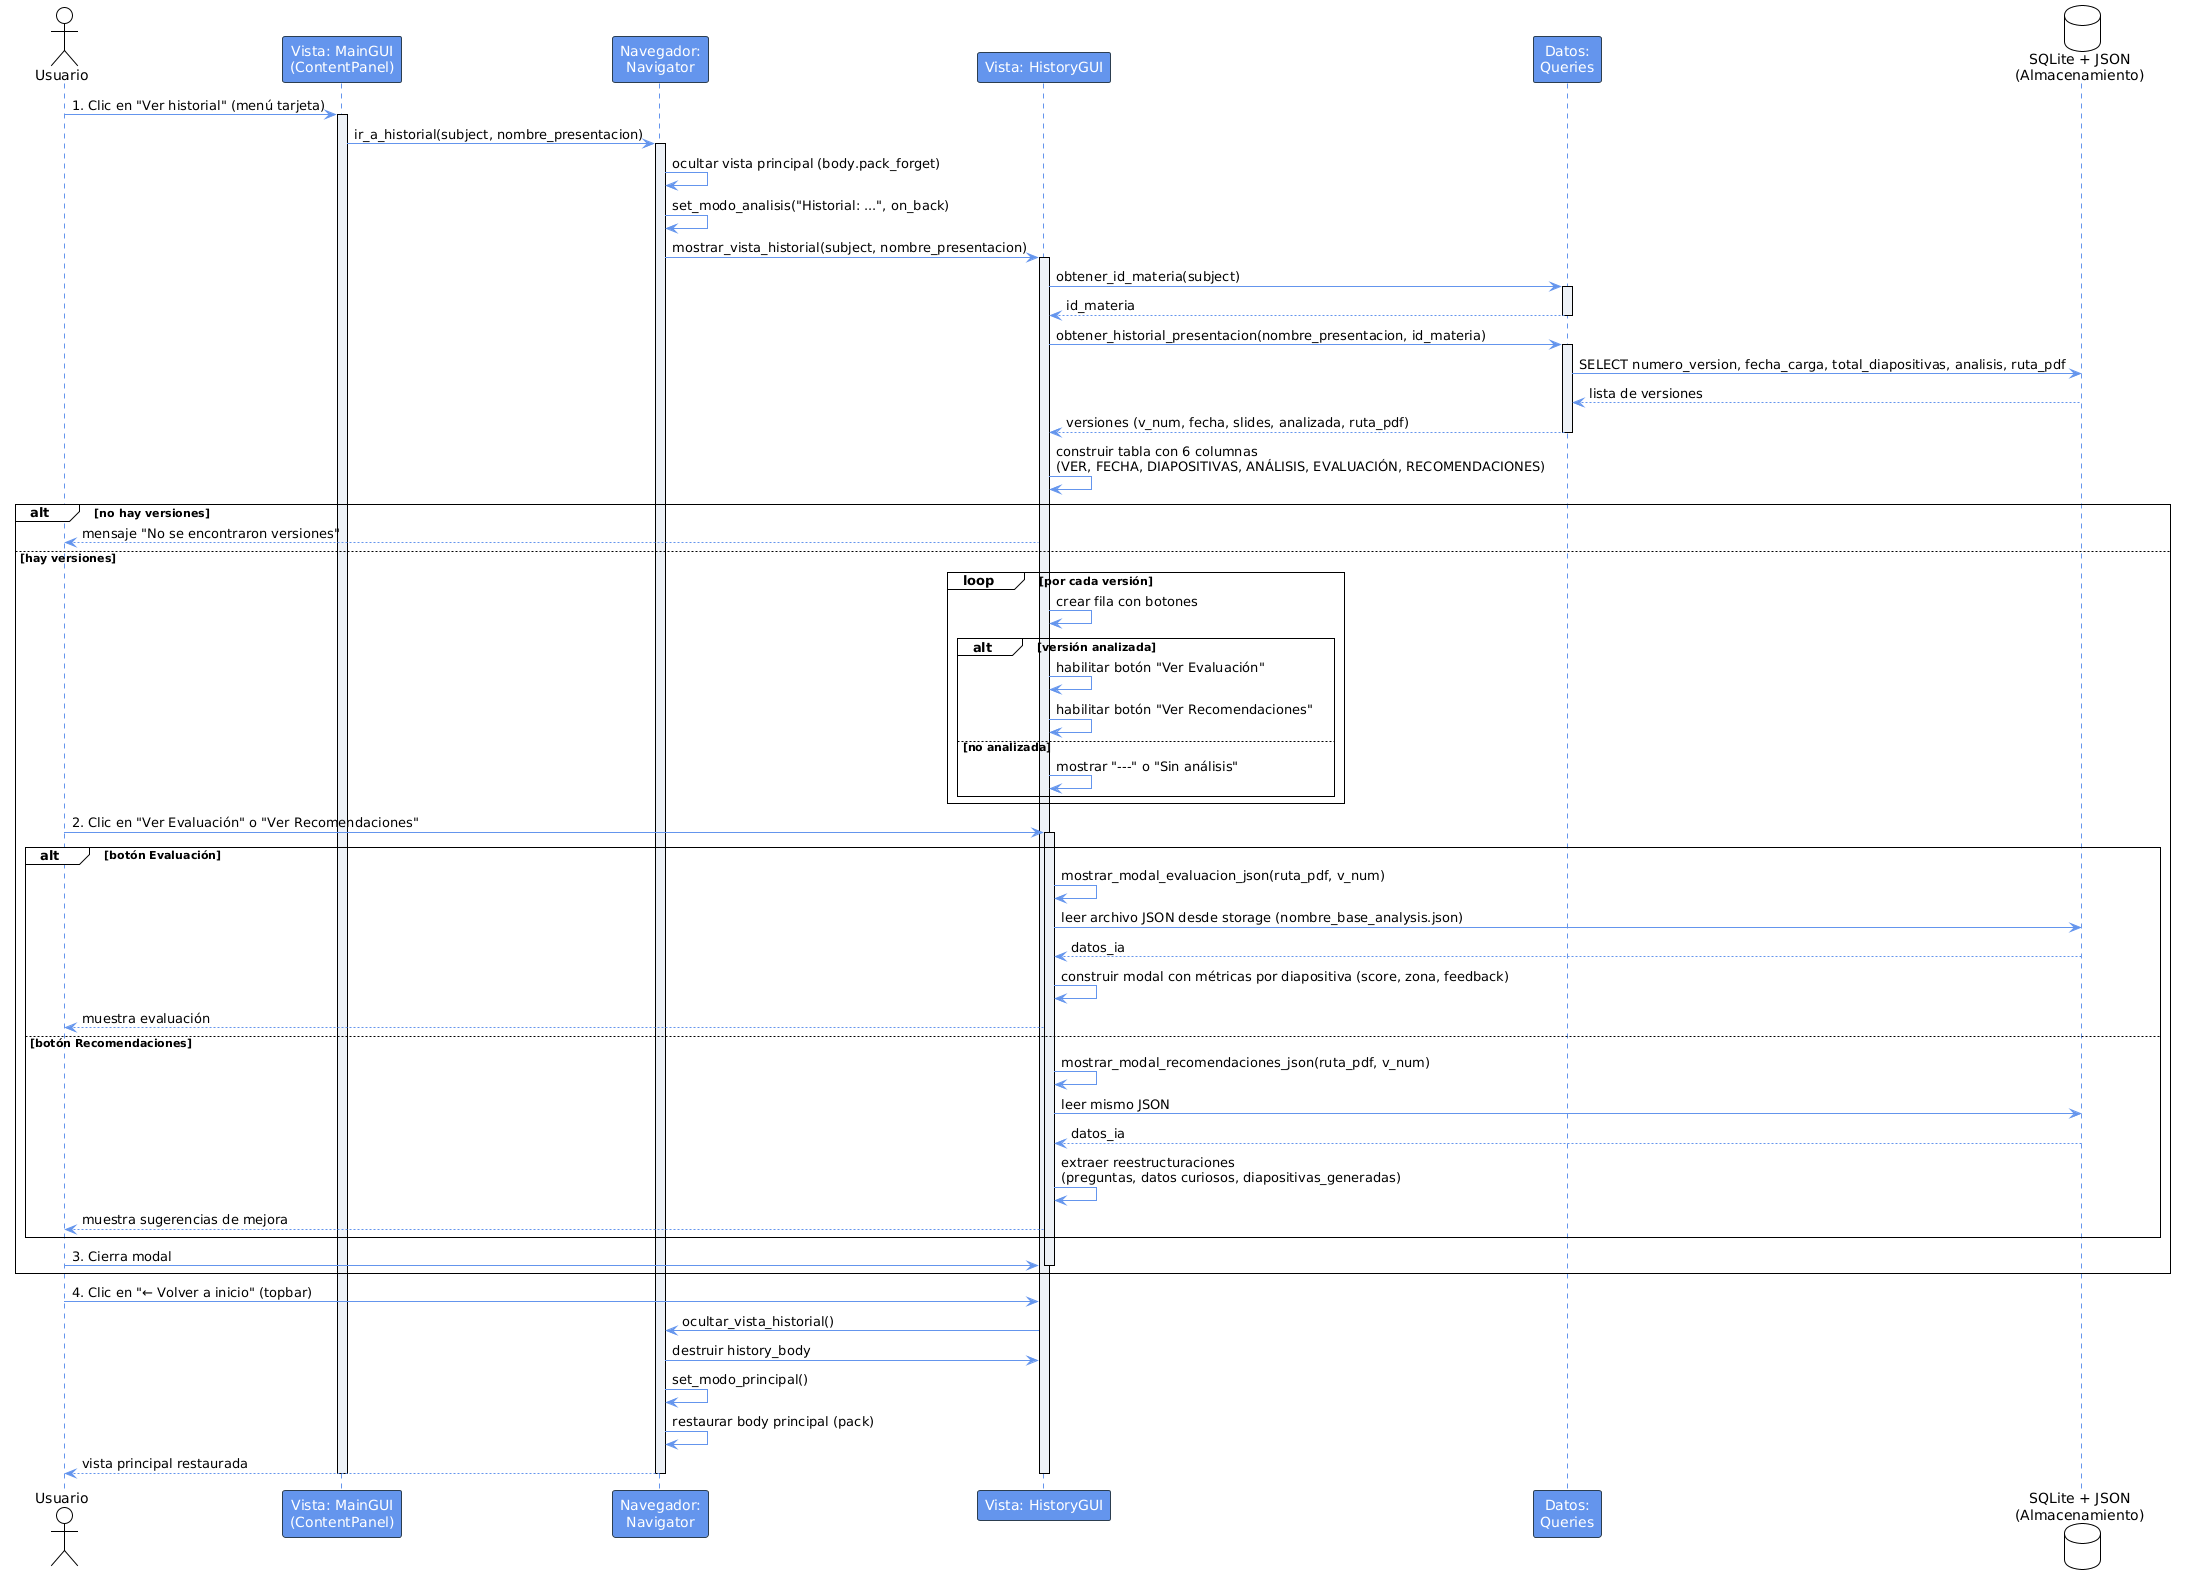 Usuario
Vista: MainGUI
(ContentPanel)
Navegador:
Navigator
Vista: HistoryGUI
Datos:
Queries
SQLite + JSON
(Almacenamiento)
1. Clic en "Ver historial" (menú tarjeta)
ir_a_historial(subject, nombre_presentacion)
ocultar vista principal (body.pack_forget)
set_modo_analisis("Historial: ...", on_back)
mostrar_vista_historial(subject, nombre_presentacion)
obtener_id_materia(subject)
id_materia
obtener_historial_presentacion(nombre_presentacion, id_materia)
SELECT numero_version, fecha_carga, total_diapositivas, analisis, ruta_pdf
lista de versiones
versiones (v_num, fecha, slides, analizada, ruta_pdf)
construir tabla con 6 columnas
(VER, FECHA, DIAPOSITIVAS, ANÁLISIS, EVALUACIÓN, RECOMENDACIONES)
alt [no hay versiones]
mensaje "No se encontraron versiones"
[hay versiones]
loop [por cada versión]
crear fila con botones
alt [versión analizada]
habilitar botón "Ver Evaluación"
habilitar botón "Ver Recomendaciones"
[no analizada]
mostrar "---" o "Sin análisis"
2. Clic en "Ver Evaluación" o "Ver Recomendaciones"
alt [botón Evaluación]
mostrar_modal_evaluacion_json(ruta_pdf, v_num)
leer archivo JSON desde storage (nombre_base_analysis.json)
datos_ia
construir modal con métricas por diapositiva (score, zona, feedback)
muestra evaluación
[botón Recomendaciones]
mostrar_modal_recomendaciones_json(ruta_pdf, v_num)
leer mismo JSON
datos_ia
extraer reestructuraciones
(preguntas, datos curiosos, diapositivas_generadas)
muestra sugerencias de mejora
3. Cierra modal
4. Clic en "← Volver a inicio" (topbar)
ocultar_vista_historial()
destruir history_body
set_modo_principal()
restaurar body principal (pack)
vista principal restaurada
Usuario
Vista: MainGUI
(ContentPanel)
Navegador:
Navigator
Vista: HistoryGUI
Datos:
Queries
SQLite + JSON
(Almacenamiento)